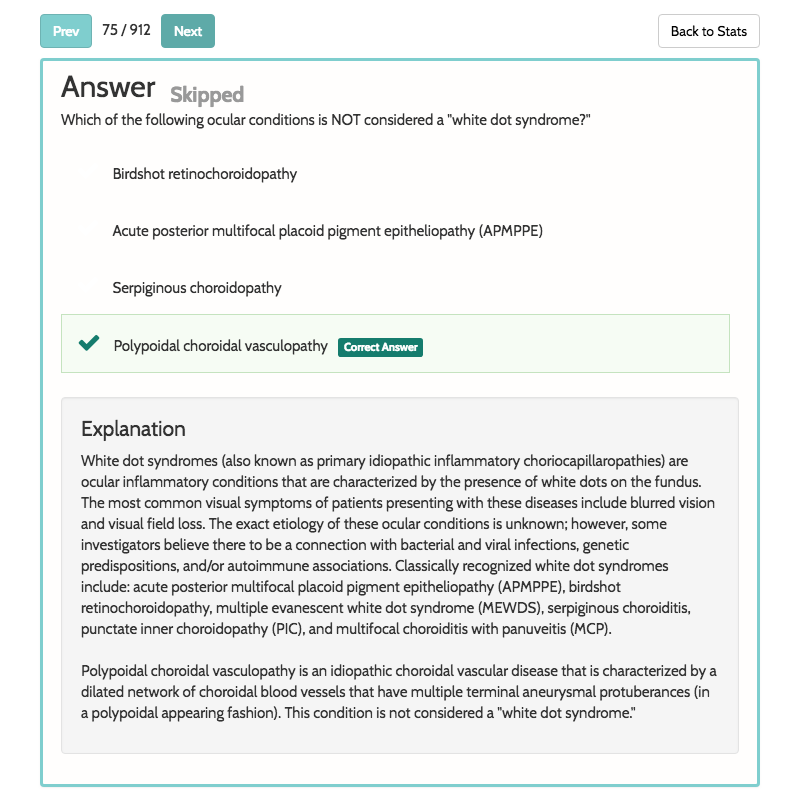 Prev 75 / 912 Next Back to Stats
Answer Skipped
Which of the following ocular conditions is NOT considered a "white dot syndrome?"
Birdshot retinochoroidopathy
Acute posterior multifocal placoid pigment epitheliopathy (APMPPE)
Serpiginous choroidopathy
Polypoidal choroidal vasculopathy Correct Answer
Explanation
White dot syndromes (also known as primary idiopathic inflammatory choriocapillaropathies) are
ocular inflammatory conditions that are characterized by the presence of white dots on the fundus.
The most common visual symptoms of patients presenting with these diseases include blurred vision
and visual field loss. The exact etiology of these ocular conditions is unknown; however, some
investigators believe there to be a connection with bacterial and viral infections, genetic
predispositions, and/or autoimmune associations. Classically recognized white dot syndromes
include: acute posterior multifocal placoid pigment epitheliopathy (APMPPE), birdshot
retinochoroidopathy, multiple evanescent white dot syndrome (MEWDS), serpiginous choroiditis,
punctate inner choroidopathy (PIC), and multifocal choroiditis with panuveitis (MCP).
Polypoidal choroidal vasculopathy is an idiopathic choroidal vascular disease that is characterized by a
dilated network of choroidal blood vessels that have multiple terminal aneurysmal protuberances (in
a polypoidal appearing fashion). This condition is not considered a "white dot syndrome."